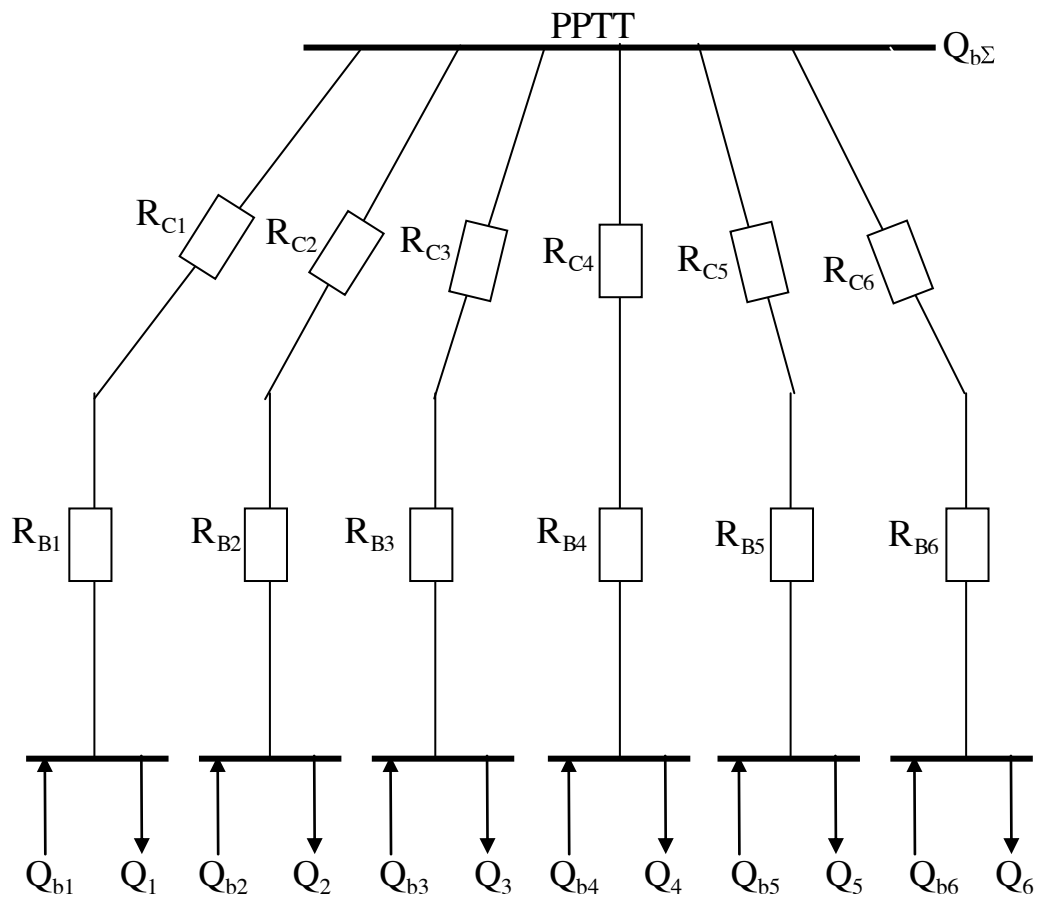 PPTT
Q_bΣ
R_C1
R_C2
R_C3
R_C4
R_C5
R_C6
R_B1
R_B2
R_B3
R_B4
R_B5
R_B6
Q_b1 Q_1 Q_b2 Q_2 Q_b3 Q_3 Q_b4 Q_4 Q_b5 Q_5 Q_b6 Q_6